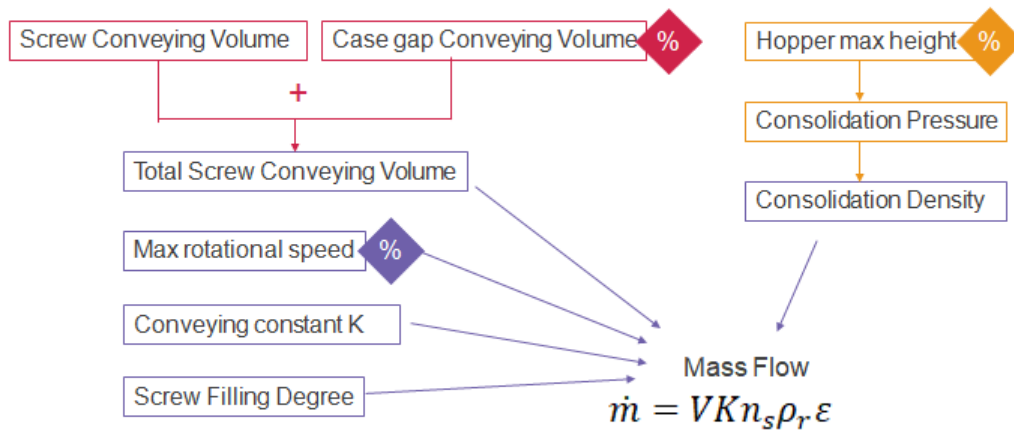 Screw Conveying Volume
Case gap Conveying Volume
%
Hopper max height
%
+
Consolidation Pressure
Total Screw Conveying Volume
Consolidation Density
Max rotational speed
%
Conveying constant K
Screw Filling Degree
Mass Flow
ṁ = VKnₛρᵣε